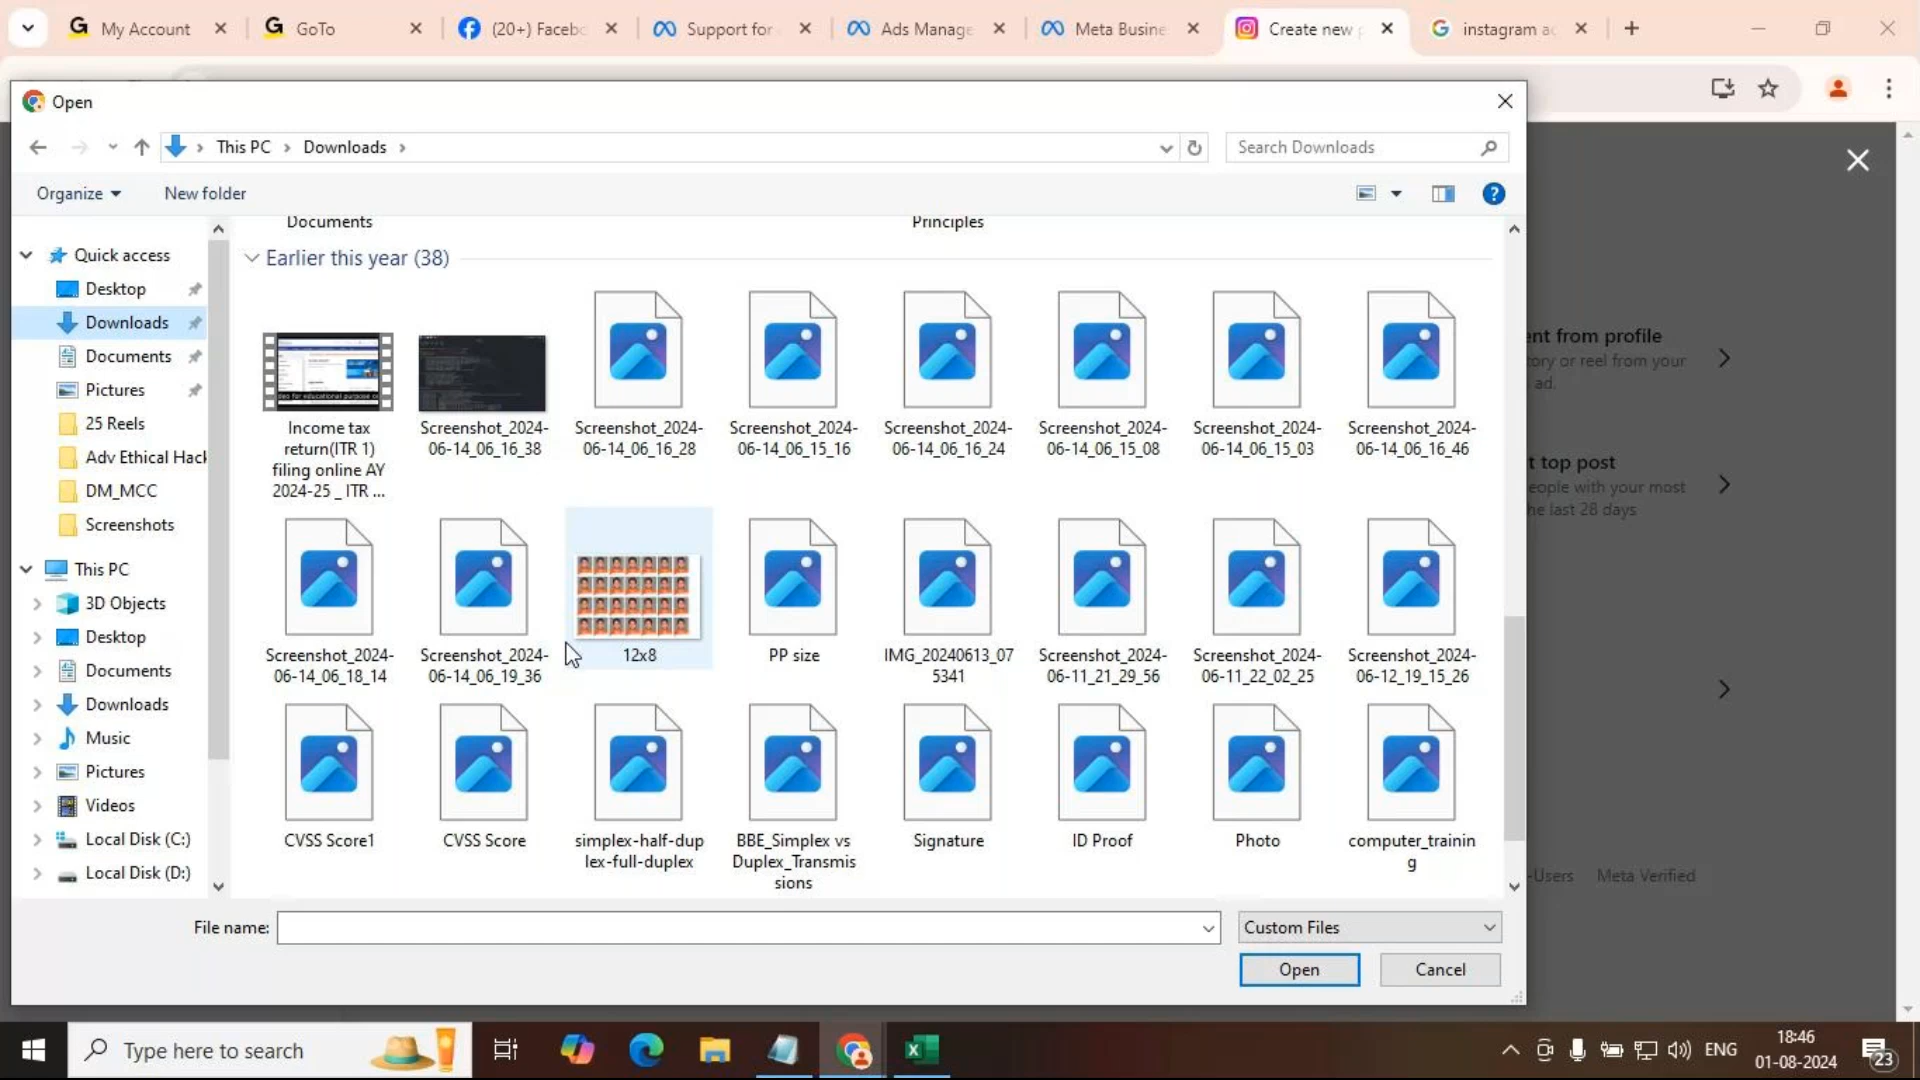 My Account
GoTo
(20+) Facebo
Support for
Ads Manage
Meta Busine
Create new p
instagram ac
Open
This PC
Downloads
Search Downloads
Organize
New folder
Quick access
Desktop
Downloads
Documents
Pictures
25 Reels
Adv Ethical Hack
DM_MCC
Screenshots
This PC
3D Objects
Desktop
Documents
Downloads
Music
Pictures
Videos
Local Disk (C:)
Local Disk (D:)
Documents
Principles
Earlier this year (38)
Income tax
return(ITR 1)
filing online AY
2024-25 _ ITR ...
Screenshot_2024-
06-14_06_16_38
Screenshot_2024-
06-14_06_16_28
Screenshot_2024-
06-14_06_15_16
Screenshot_2024-
06-14_06_16_24
Screenshot_2024-
06-14_06_15_08
Screenshot_2024-
06-14_06_15_03
Screenshot_2024-
06-14_06_16_46
Screenshot_2024-
06-14_06_18_14
Screenshot_2024-
06-14_06_19_36
12x8
PP size
IMG_20240613_07
5341
Screenshot_2024-
06-11_21_29_56
Screenshot_2024-
06-11_22_02_25
Screenshot_2024-
06-12_19_15_26
CVSS Score1
CVSS Score
simplex-half-dup
lex-full-duplex
BBE_Simplex vs
Duplex_Transmis
sions
Signature
ID Proof
Photo
computer_trainin
g
File name:
Custom Files
Open
Cancel
ent from profile
tory or reel from your
ad.
t top post
eople with your most
he last 28 days
-Users
Meta Verified
Type here to search
ENG
18:46
01-08-2024
23